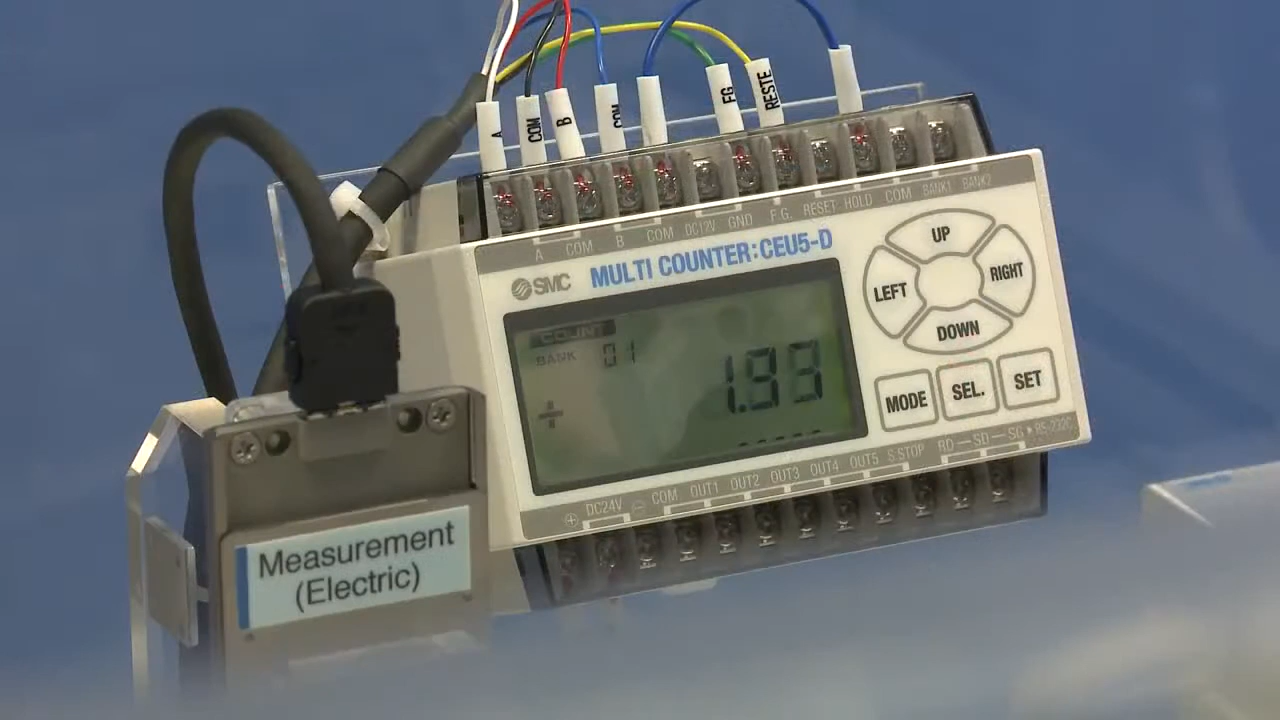 A
COM
B
COM
FG
RESTE
A COM B COM DC12V GND F.G. RESET HOLD COM BANK1 BANK2
SMC MULTI COUNTER:CEU5-D
COUNT
BANK 01
+ 1.93
UP
LEFT
RIGHT
DOWN
MODE
SEL.
SET
⊕ DC24V ⊖ COM OUT1 OUT2 OUT3 OUT4 OUT5 S STOP RD SD SG RS-232C
Measurement
(Electric)